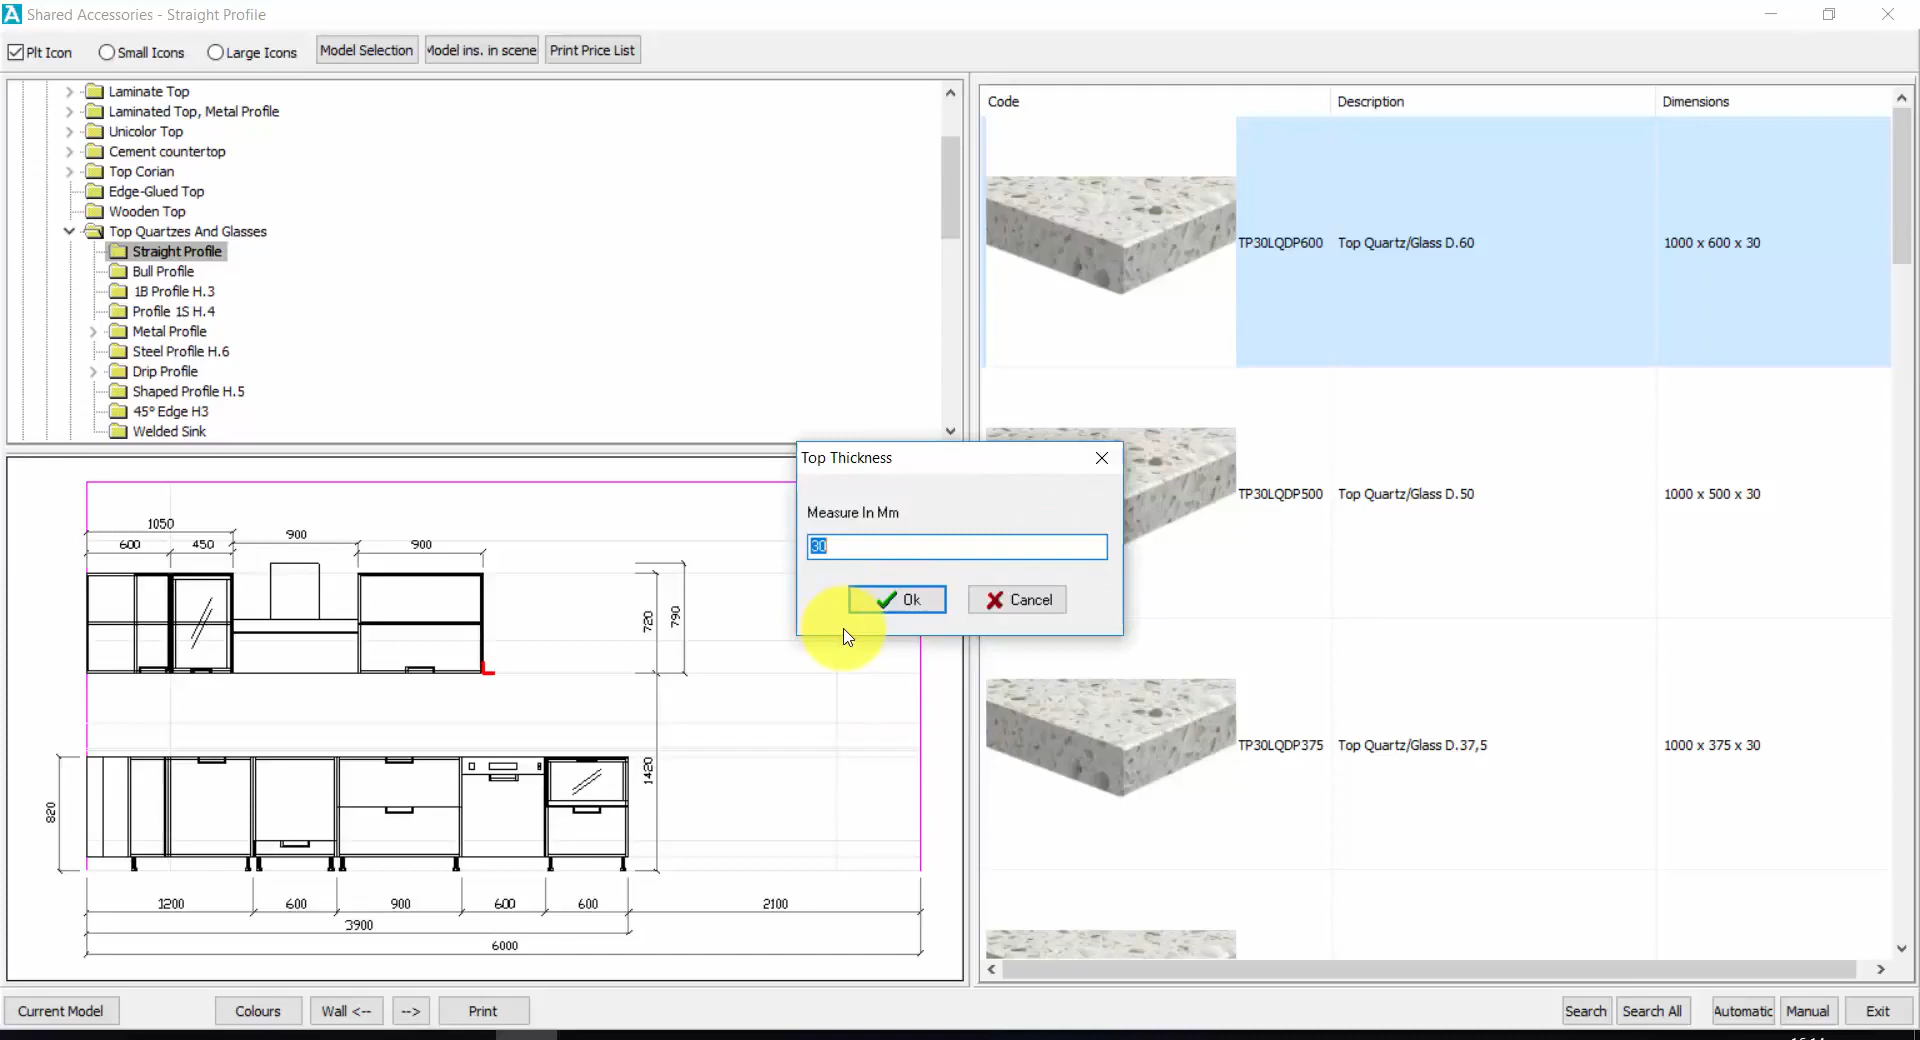 Shared Accessories - Straight Profile
Plt Icon
Small Icons
Large Icons
Model Selection
Model ins. in scene
Print Price List
Laminate Top
Laminated Top, Metal Profile
Unicolor Top
Cement countertop
Top Corian
Edge-Glued Top
Wooden Top
Top Quartzes And Glasses
Straight Profile
Bull Profile
1B Profile H.3
Profile 1S H.4
Metal Profile
Steel Profile H.6
Drip Profile
Shaped Profile H.5
45° Edge H3
Welded Sink
Code Description Dimensions
TP30LQDP600 Top Quartz/Glass D.60 1000 x 600 x 30
TP30LQDP500 Top Quartz/Glass D.50 1000 x 500 x 30
TP30LQDP375 Top Quartz/Glass D.37,5 1000 x 375 x 30
Top Thickness
Measure In Mm
30
Ok
Cancel
1050
600 450 900 900
720 790
1420
820
1200 600 900 600 600 2100
3900
6000
Current Model
Colours
Wall <--
-->
Print
Search
Search All
Automatic
Manual
Exit